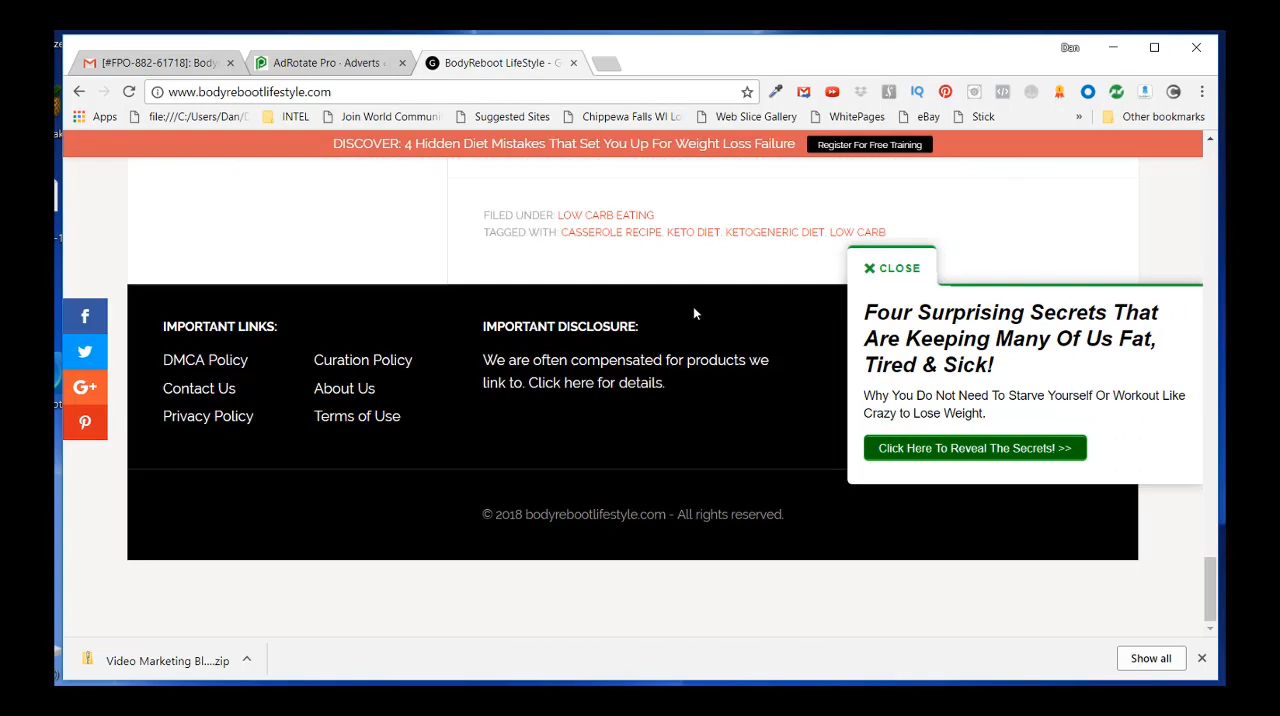 Dan
[#FPO-882-61718]: Body
AdRotate Pro - Adverts
BodyReboot LifeStyle - G
www.bodyrebootlifestyle.com
Apps
file:///C:/Users/Dan/D
INTEL
Join World Communi
Suggested Sites
Chippewa Falls WI Lo
Web Slice Gallery
WhitePages
eBay
Stick
»
Other bookmarks
DISCOVER: 4 Hidden Diet Mistakes That Set You Up For Weight Loss Failure
Register For Free Training
FILED UNDER: LOW CARB EATING
TAGGED WITH: CASSEROLE RECIPE, KETO DIET, KETOGENERIC DIET, LOW CARB
CLOSE
Four Surprising Secrets That
Are Keeping Many Of Us Fat,
Tired & Sick!
Why You Do Not Need To Starve Yourself Or Workout Like
Crazy to Lose Weight.
Click Here To Reveal The Secrets! >>
IMPORTANT LINKS:
DMCA Policy
Curation Policy
Contact Us
About Us
Privacy Policy
Terms of Use
IMPORTANT DISCLOSURE:
We are often compensated for products we
link to. Click here for details.
© 2018 bodyrebootlifestyle.com - All rights reserved.
Video Marketing Bl....zip
Show all